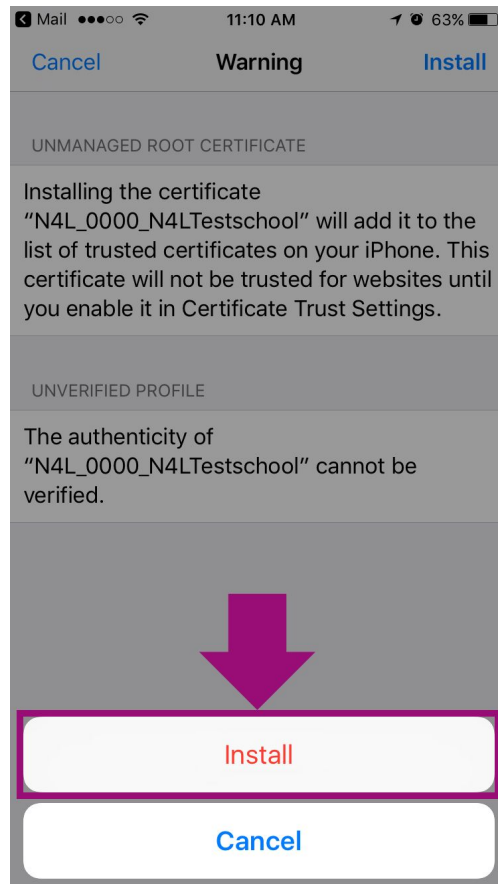 Mail 11:10 AM 63%
Cancel Warning Install
UNMANAGED ROOT CERTIFICATE
Installing the certificate
“N4L_0000_N4LTestschool” will add it to the
list of trusted certificates on your iPhone. This
certificate will not be trusted for websites until
you enable it in Certificate Trust Settings.
UNVERIFIED PROFILE
The authenticity of
“N4L_0000_N4LTestschool” cannot be
verified.
Install
Cancel